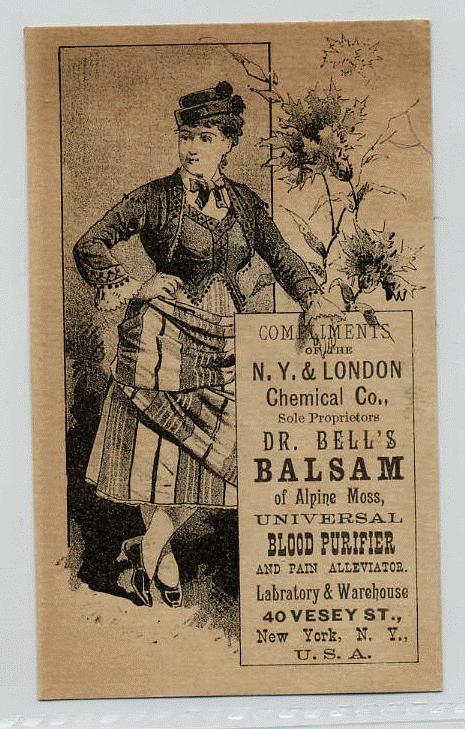 COMPLIMENTS
OF THE
N. Y. & LONDON
Chemical Co.,
Sole Proprietors
DR. BELL'S
BALSAM
of Alpine Moss,
UNIVERSAL
BLOOD PURIFIER
AND PAIN ALLEVIATOR.
Labratory & Warehouse
40 VESEY ST.,
New York, N. Y.,
U. S. A.